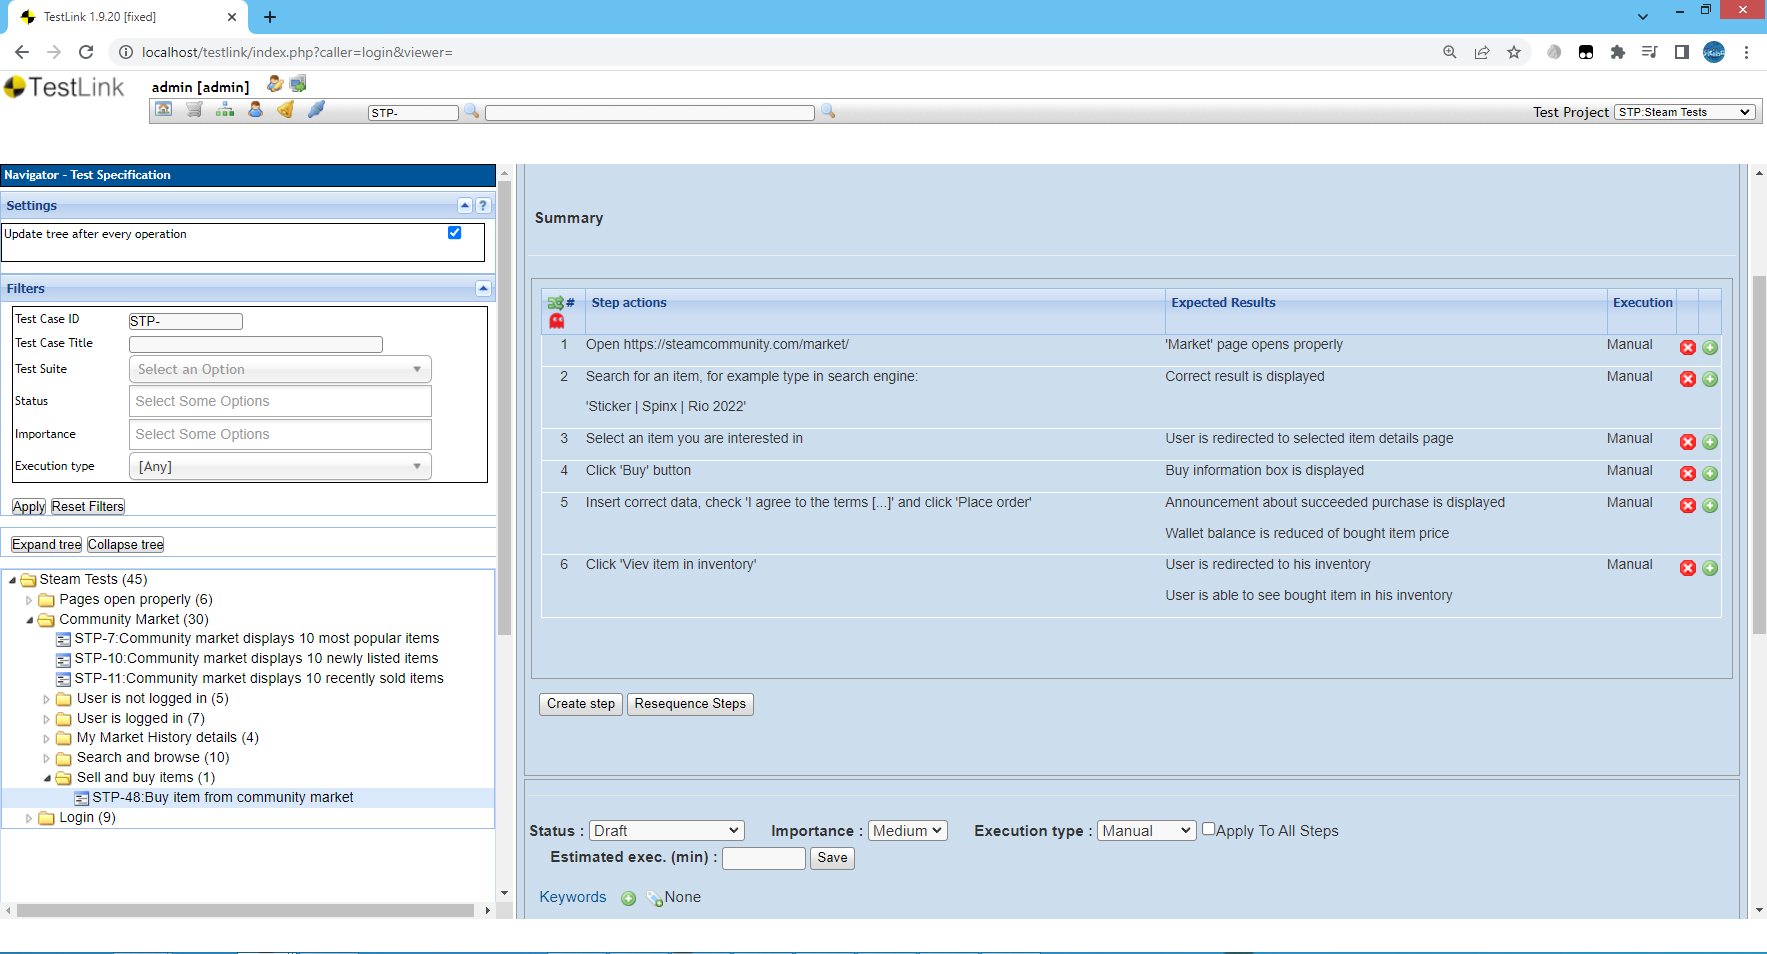 TestLink 1.9.20 [fixed]
localhost/testlink/index.php?caller=login&viewer=
TestLink
admin [admin]
STP-
Test Project
STP:Steam Tests
Navigator - Test Specification
Settings
?
Update tree after every operation
Filters
Test Case ID
STP-
Test Case Title
Test Suite
Select an Option
Status
Select Some Options
Importance
Select Some Options
Execution type
[Any]
Apply
Reset Filters
Expand tree
Collapse tree
Steam Tests (45)
Pages open properly (6)
Community Market (30)
STP-7:Community market displays 10 most popular items
STP-10:Community market displays 10 newly listed items
STP-11:Community market displays 10 recently sold items
User is not logged in (5)
User is logged in (7)
My Market History details (4)
Search and browse (10)
Sell and buy items (1)
STP-48:Buy item from community market
Login (9)
Summary
# Step actions Expected Results Execution
1 Open https://steamcommunity.com/market/ 'Market' page opens properly Manual
2 Search for an item, for example type in search engine: Correct result is displayed Manual
'Sticker | Spinx | Rio 2022'
3 Select an item you are interested in User is redirected to selected item details page Manual
4 Click 'Buy' button Buy information box is displayed Manual
5 Insert correct data, check 'I agree to the terms [...]' and click 'Place order' Announcement about succeeded purchase is displayed Manual
Wallet balance is reduced of bought item price
6 Click 'Viev item in inventory' User is redirected to his inventory Manual
User is able to see bought item in his inventory
Create step
Resequence Steps
Status : Draft Importance : Medium Execution type : Manual Apply To All Steps
Estimated exec. (min) : Save
Keywords None